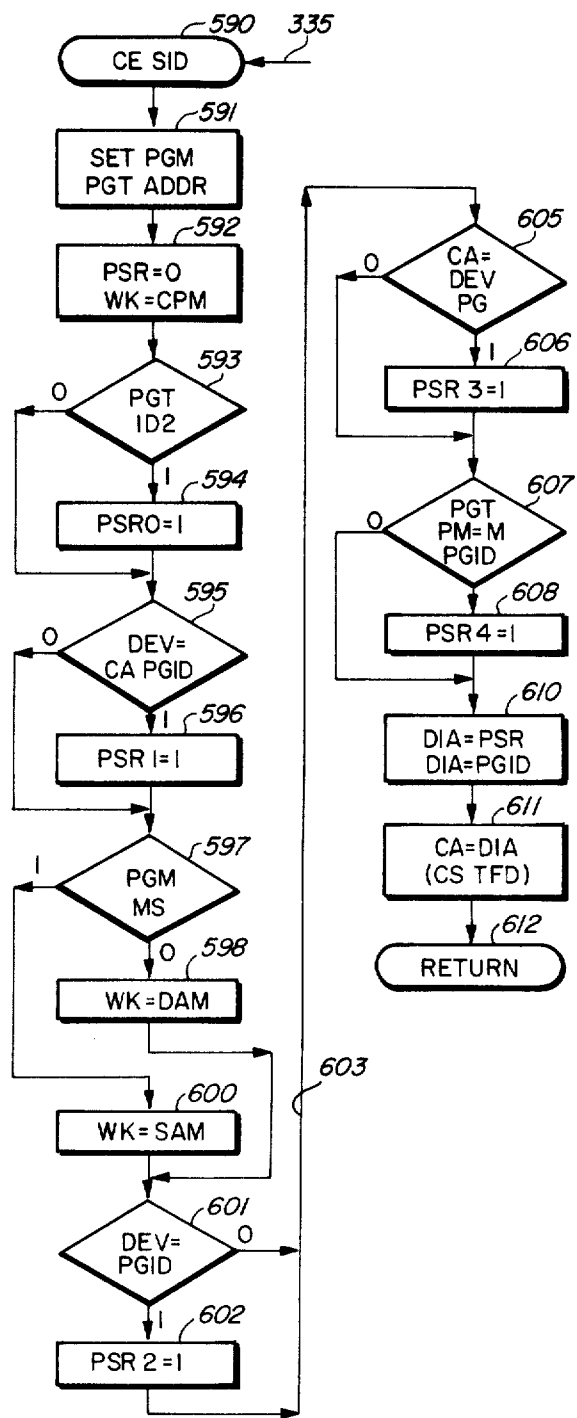 590
CE SID
335
591
SET PGM
PGT ADDR
592
PSR=0
WK=CPM
593
0
PGT
ID2
1
594
PSR0=1
595
0
DEV=
CA PGID
1
596
PSR 1=1
597
1
PGM
MS
0
598
WK=DAM
600
WK=SAM
601
DEV=
PGID
0
1
602
PSR 2=1
603
605
0
CA=
DEV
PG
1
606
PSR 3=1
607
0
PGT
PM=M
PGID
608
PSR 4=1
610
DIA=PSR
DIA=PGID
611
CA=DIA
(CS TFD)
612
RETURN